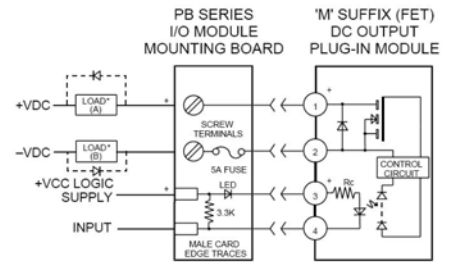 PB SERIES
I/O MODULE
MOUNTING BOARD
'M' SUFFIX (FET)
DC OUTPUT
PLUG-IN MODULE
+VDC
LOAD*
(A)
+
+
1
SCREW
TERMINALS
–VDC
LOAD*
(B)
2
5A FUSE
CONTROL
CIRCUIT
+VCC LOGIC
SUPPLY
+
LED
+
3
Rc
3.3K
INPUT
4
MALE CARD
EDGE TRACES